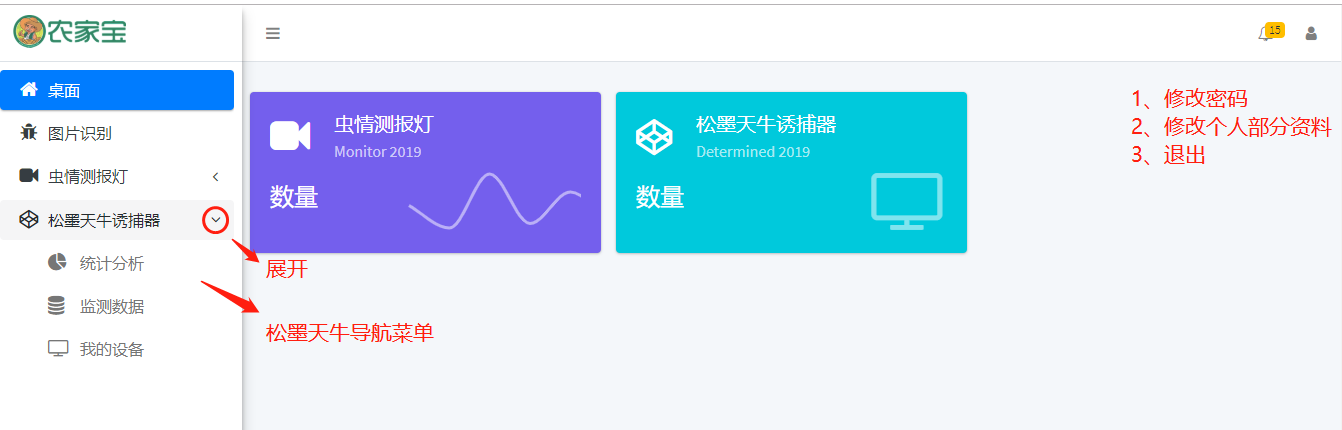 农家宝
15
桌面
图片识别
虫情测报灯
松墨天牛诱捕器
统计分析
监测数据
我的设备
虫情测报灯
Monitor 2019
数量
松墨天牛诱捕器
Determined 2019
数量
1、修改密码
2、修改个人部分资料
3、退出
展开
松墨天牛导航菜单